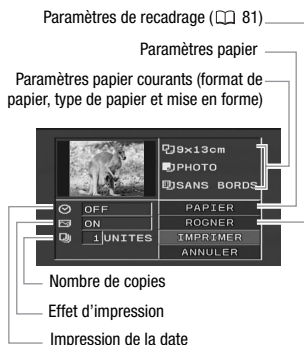 Paramètres de recadrage ( 81)
Paramètres papier
Paramètres papier courants (format de
papier, type de papier et mise en forme)
9x13cm
PHOTO
SANS BORDS
OFF
PAPIER
ON
ROGNER
1 UNITES
IMPRIMER
ANNULER
Nombre de copies
Effet d'impression
Impression de la date